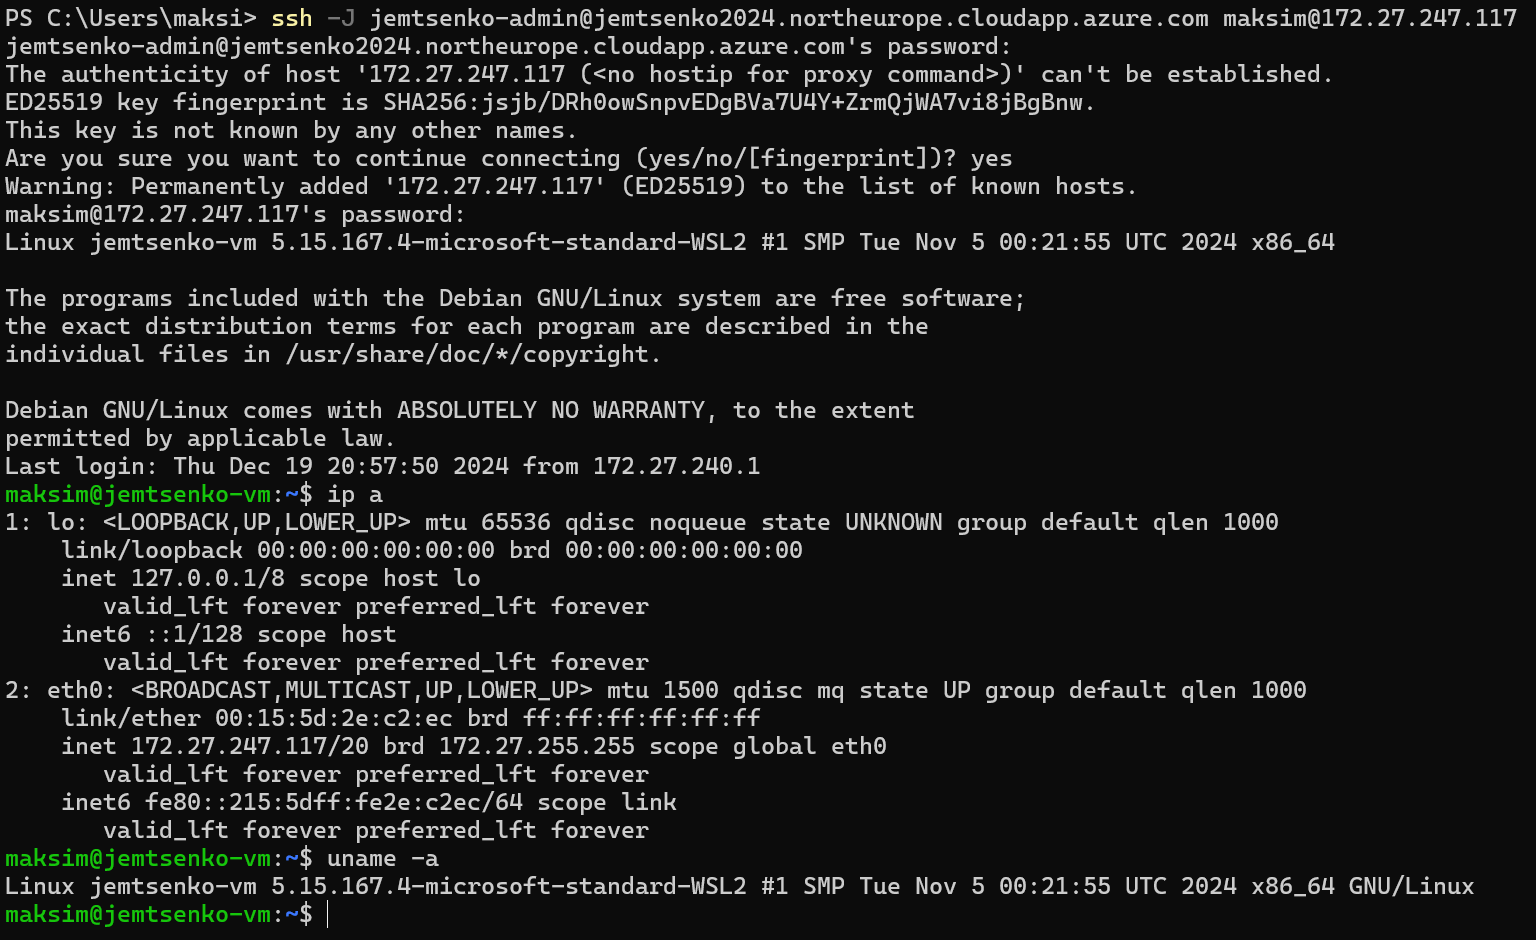 PS C:\Users\maksi> ssh -J jemtsenko-admin@jemtsenko2024.northeurope.cloudapp.azure.com maksim@172.27.247.117
jemtsenko-admin@jemtsenko2024.northeurope.cloudapp.azure.com's password:
The authenticity of host '172.27.247.117 (<no hostip for proxy command>)' can't be established.
ED25519 key fingerprint is SHA256:jsjb/DRh0owSnpvEDgBVa7U4Y+ZrmQjWA7vi8jBgBnw.
This key is not known by any other names.
Are you sure you want to continue connecting (yes/no/[fingerprint])? yes
Warning: Permanently added '172.27.247.117' (ED25519) to the list of known hosts.
maksim@172.27.247.117's password:
Linux jemtsenko-vm 5.15.167.4-microsoft-standard-WSL2 #1 SMP Tue Nov 5 00:21:55 UTC 2024 x86_64

The programs included with the Debian GNU/Linux system are free software;
the exact distribution terms for each program are described in the
individual files in /usr/share/doc/*/copyright.

Debian GNU/Linux comes with ABSOLUTELY NO WARRANTY, to the extent
permitted by applicable law.
Last login: Thu Dec 19 20:57:50 2024 from 172.27.240.1
maksim@jemtsenko-vm:~$ ip a
1: lo: <LOOPBACK,UP,LOWER_UP> mtu 65536 qdisc noqueue state UNKNOWN group default qlen 1000
    link/loopback 00:00:00:00:00:00 brd 00:00:00:00:00:00
    inet 127.0.0.1/8 scope host lo
       valid_lft forever preferred_lft forever
    inet6 ::1/128 scope host
       valid_lft forever preferred_lft forever
2: eth0: <BROADCAST,MULTICAST,UP,LOWER_UP> mtu 1500 qdisc mq state UP group default qlen 1000
    link/ether 00:15:5d:2e:c2:ec brd ff:ff:ff:ff:ff:ff
    inet 172.27.247.117/20 brd 172.27.255.255 scope global eth0
       valid_lft forever preferred_lft forever
    inet6 fe80::215:5dff:fe2e:c2ec/64 scope link
       valid_lft forever preferred_lft forever
maksim@jemtsenko-vm:~$ uname -a
Linux jemtsenko-vm 5.15.167.4-microsoft-standard-WSL2 #1 SMP Tue Nov 5 00:21:55 UTC 2024 x86_64 GNU/Linux
maksim@jemtsenko-vm:~$